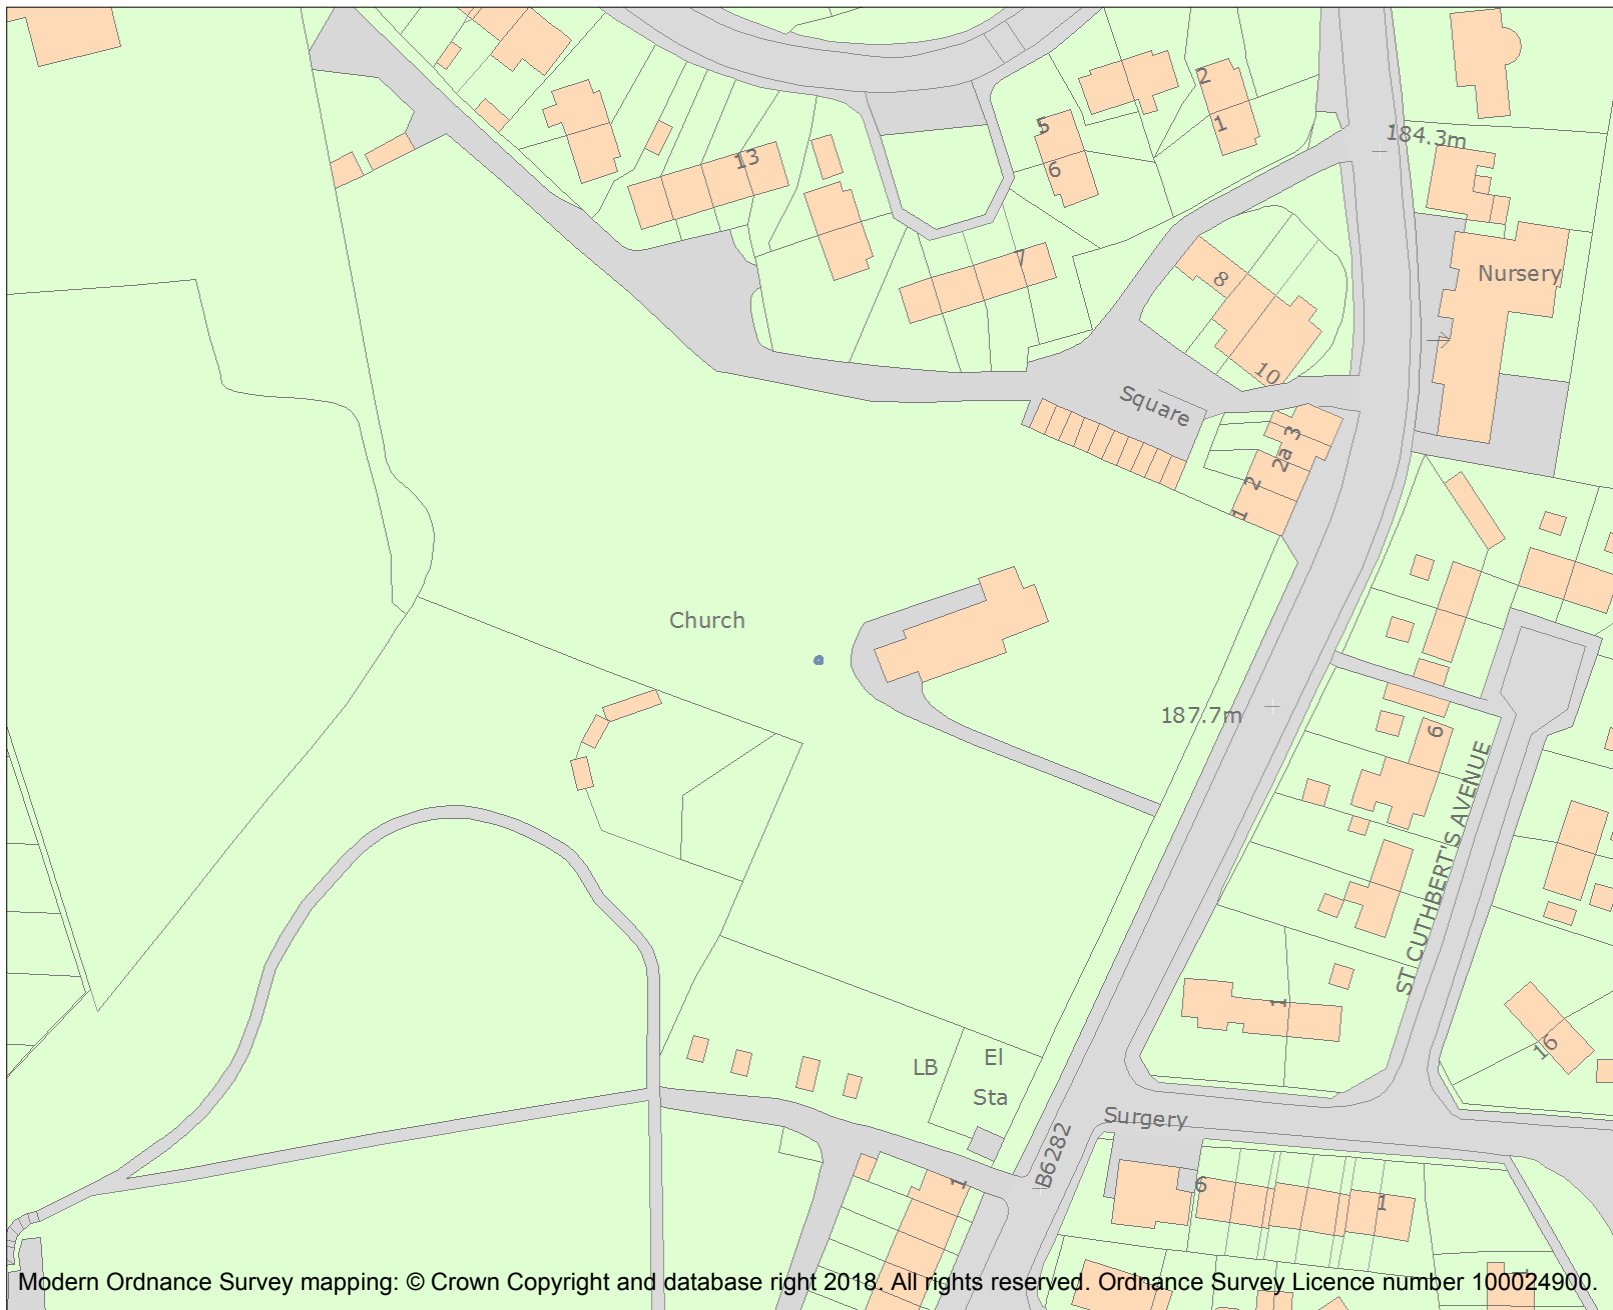 2
5
1
184.3m
13
6
7
8
Nursery
10
Square
3
2a
2
1
Church
187.7m
6
ST CUTHBERT'S AVENUE
1
16
LB
El
Sta
Surgery
B6282
1
6
1
Modern Ordnance Survey mapping: © Crown Copyright and database right 2018. All rights reserved. Ordnance Survey Licence number 100024900.